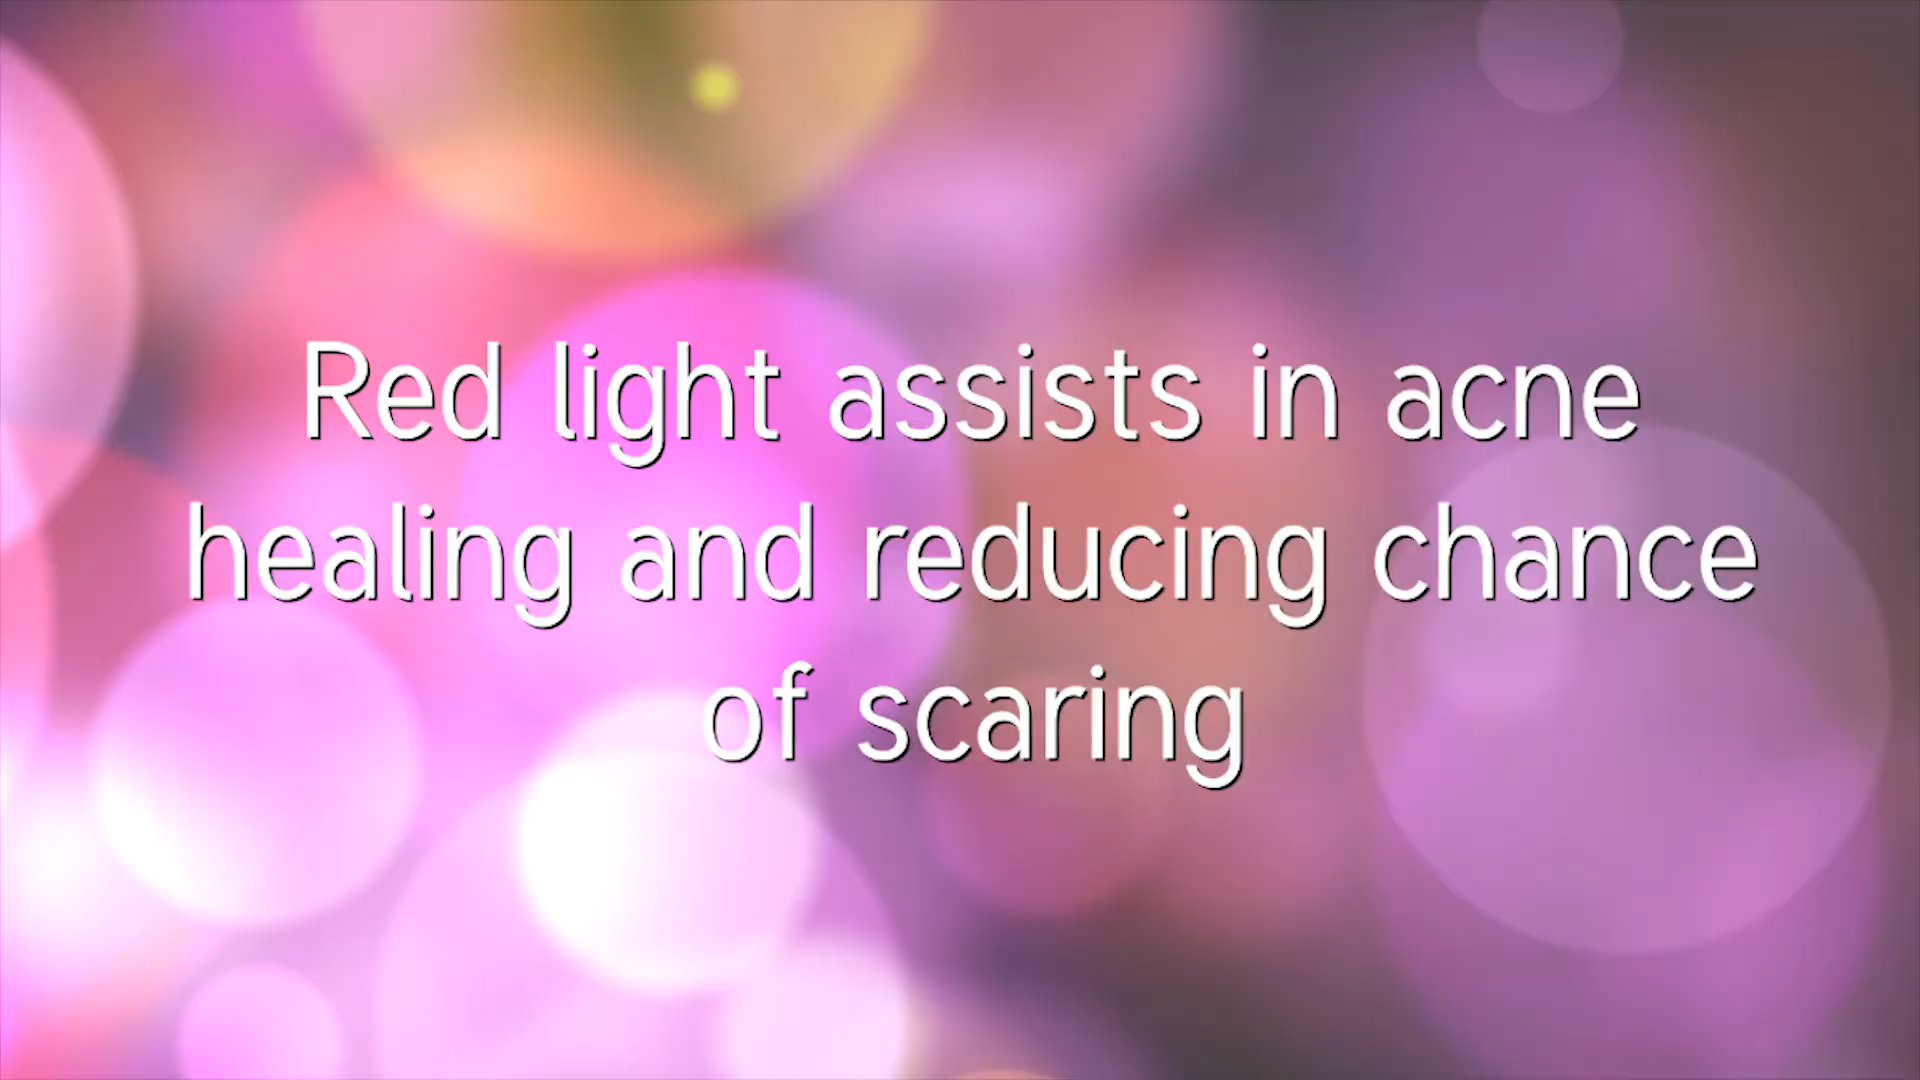 Red light assists in acne
healing and reducing chance
of scaring